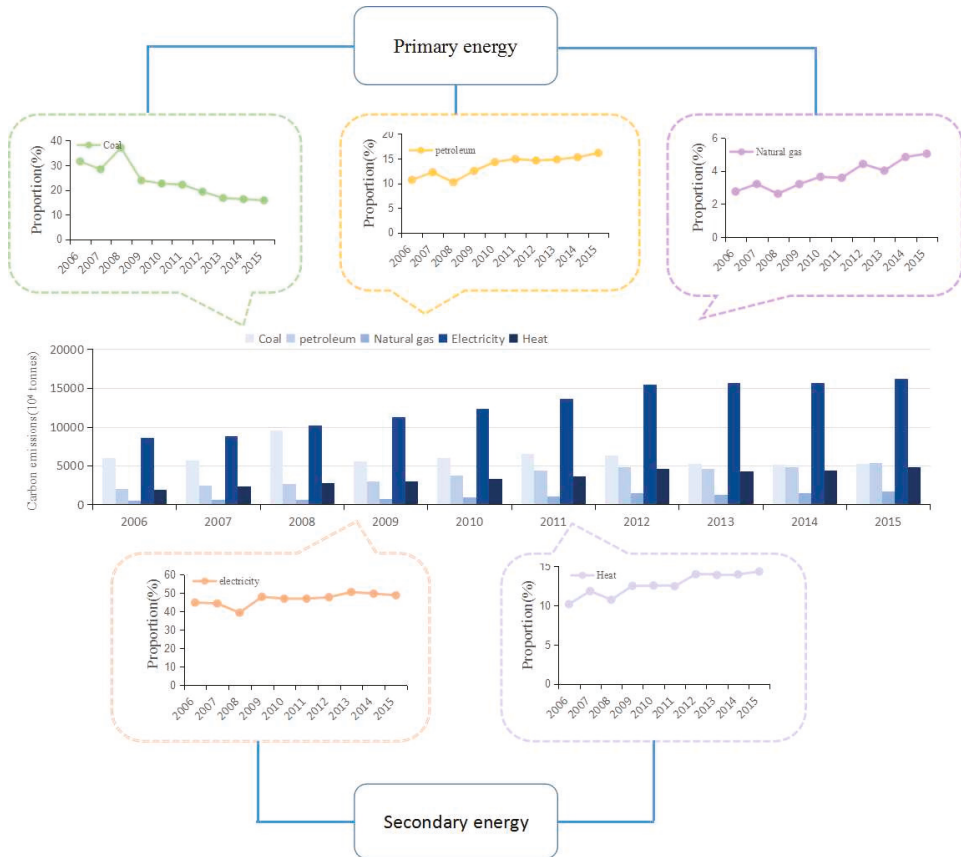 Primary energy
Coal
Proportion(%)
40
30
20
10
0
2006 2007 2008 2009 2010 2011 2012 2013 2014 2015
petroleum
Proportion(%)
20
15
10
5
0
2006 2007 2008 2009 2010 2011 2012 2013 2014 2015
Natural gas
Proportion(%)
6
4
2
0
2006 2007 2008 2009 2010 2011 2012 2013 2014 2015
Coal petroleum Natural gas Electricity Heat
Carbon emissions(10⁴ tonnes)
20000
15000
10000
5000
0
2006 2007 2008 2009 2010 2011 2012 2013 2014 2015
electricity
Proportion(%)
60
50
40
30
20
10
0
2006 2007 2008 2009 2010 2011 2012 2013 2014 2015
Heat
Proportion(%)
15
10
5
0
2006 2007 2008 2009 2010 2011 2012 2013 2014 2015
Secondary energy